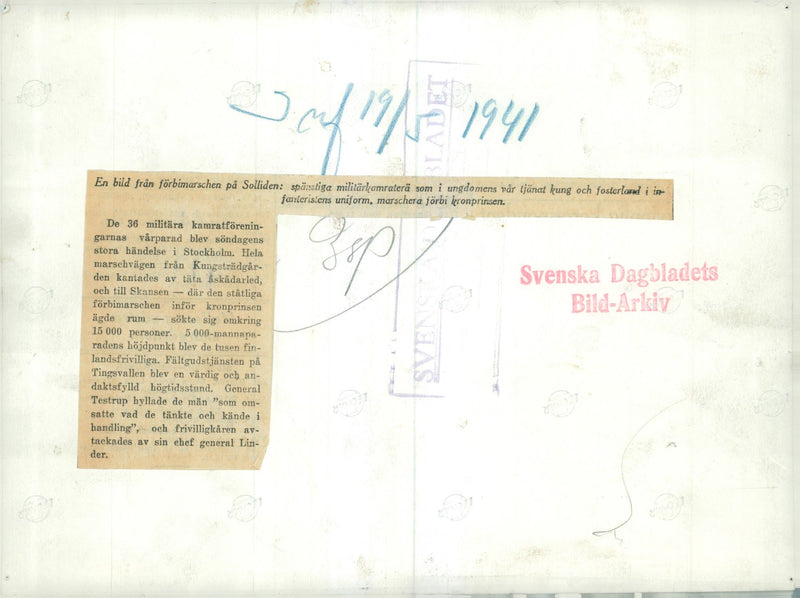 Inf 19/5 1941
En bild från förbimarschen på Solliden: spänstiga militärkamraterä som i ungdomens vår tjänat kung och fosterland i in-
fanteristens uniform, marschera förbi kronprinsen.
De 36 militära kamratförenin-
garnas vårparad blev söndagens
stora händelse i Stockholm. Hela
marschvägen från Kungsträdgår-
den kantades av täta åskådarled,
och till Skansen — där den ståtliga
förbimarschen inför kronprinsen
ägde rum — sökte sig omkring
15 000 personer. 5 000-mannapa-
radens höjdpunkt blev de tusen fin-
landsfrivilliga. Fältgudstjänsten på
Tingsvallen blev en värdig och an-
daktsfylld högtidsstund. General
Testrup hyllade de män "som om-
satte vad de tänkte och kände i
handling", och frivilligkåren av-
tackades av sin chef general Lin-
der.
SVENSKA DAGBLADET
Svenska Dagbladets
Bild-Arkiv